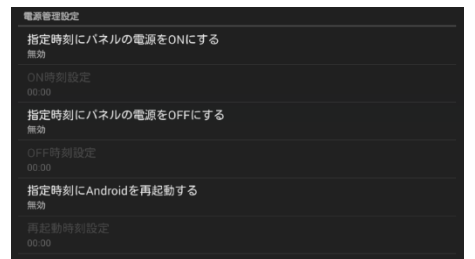 電源管理設定
指定時刻にパネルの電源をONにする
無効
ON時刻設定
00:00
指定時刻にパネルの電源をOFFにする
無効
OFF時刻設定
00:00
指定時刻にAndroidを再起動する
無効
再起動時刻設定
00:00